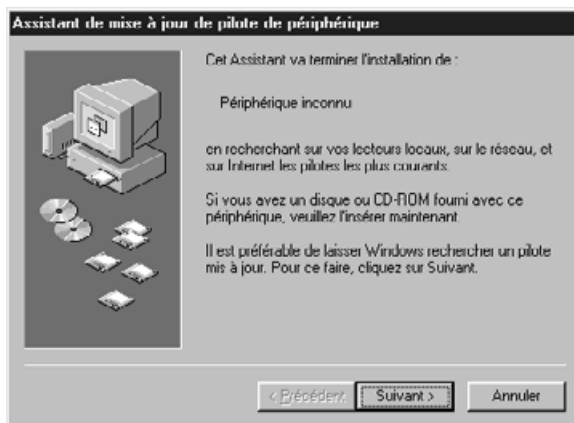 Assistant de mise à jour de pilote de périphérique
Cet Assistant va terminer l'installation de :
Périphérique inconnu
en recherchant sur vos lecteurs locaux, sur le réseau, et
sur Internet les pilotes les plus courants.
Si vous avez un disque ou CD-ROM fourni avec ce
périphérique, veuillez l'insérer maintenant.
Il est préférable de laisser Windows rechercher un pilote
mis à jour. Pour ce faire, cliquez sur Suivant.
< Précédent Suivant > Annuler